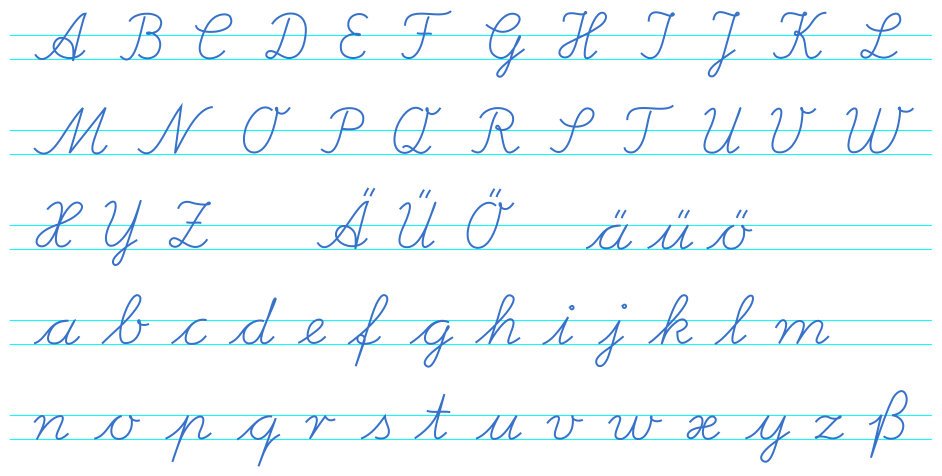 A B C D E F G H I J K L
M N O P Q R S T U V W
X Y Z Ä Ü Ö ä ü ö
a b c d e f g h i j k l m
n o p q r s t u v w x y z ß